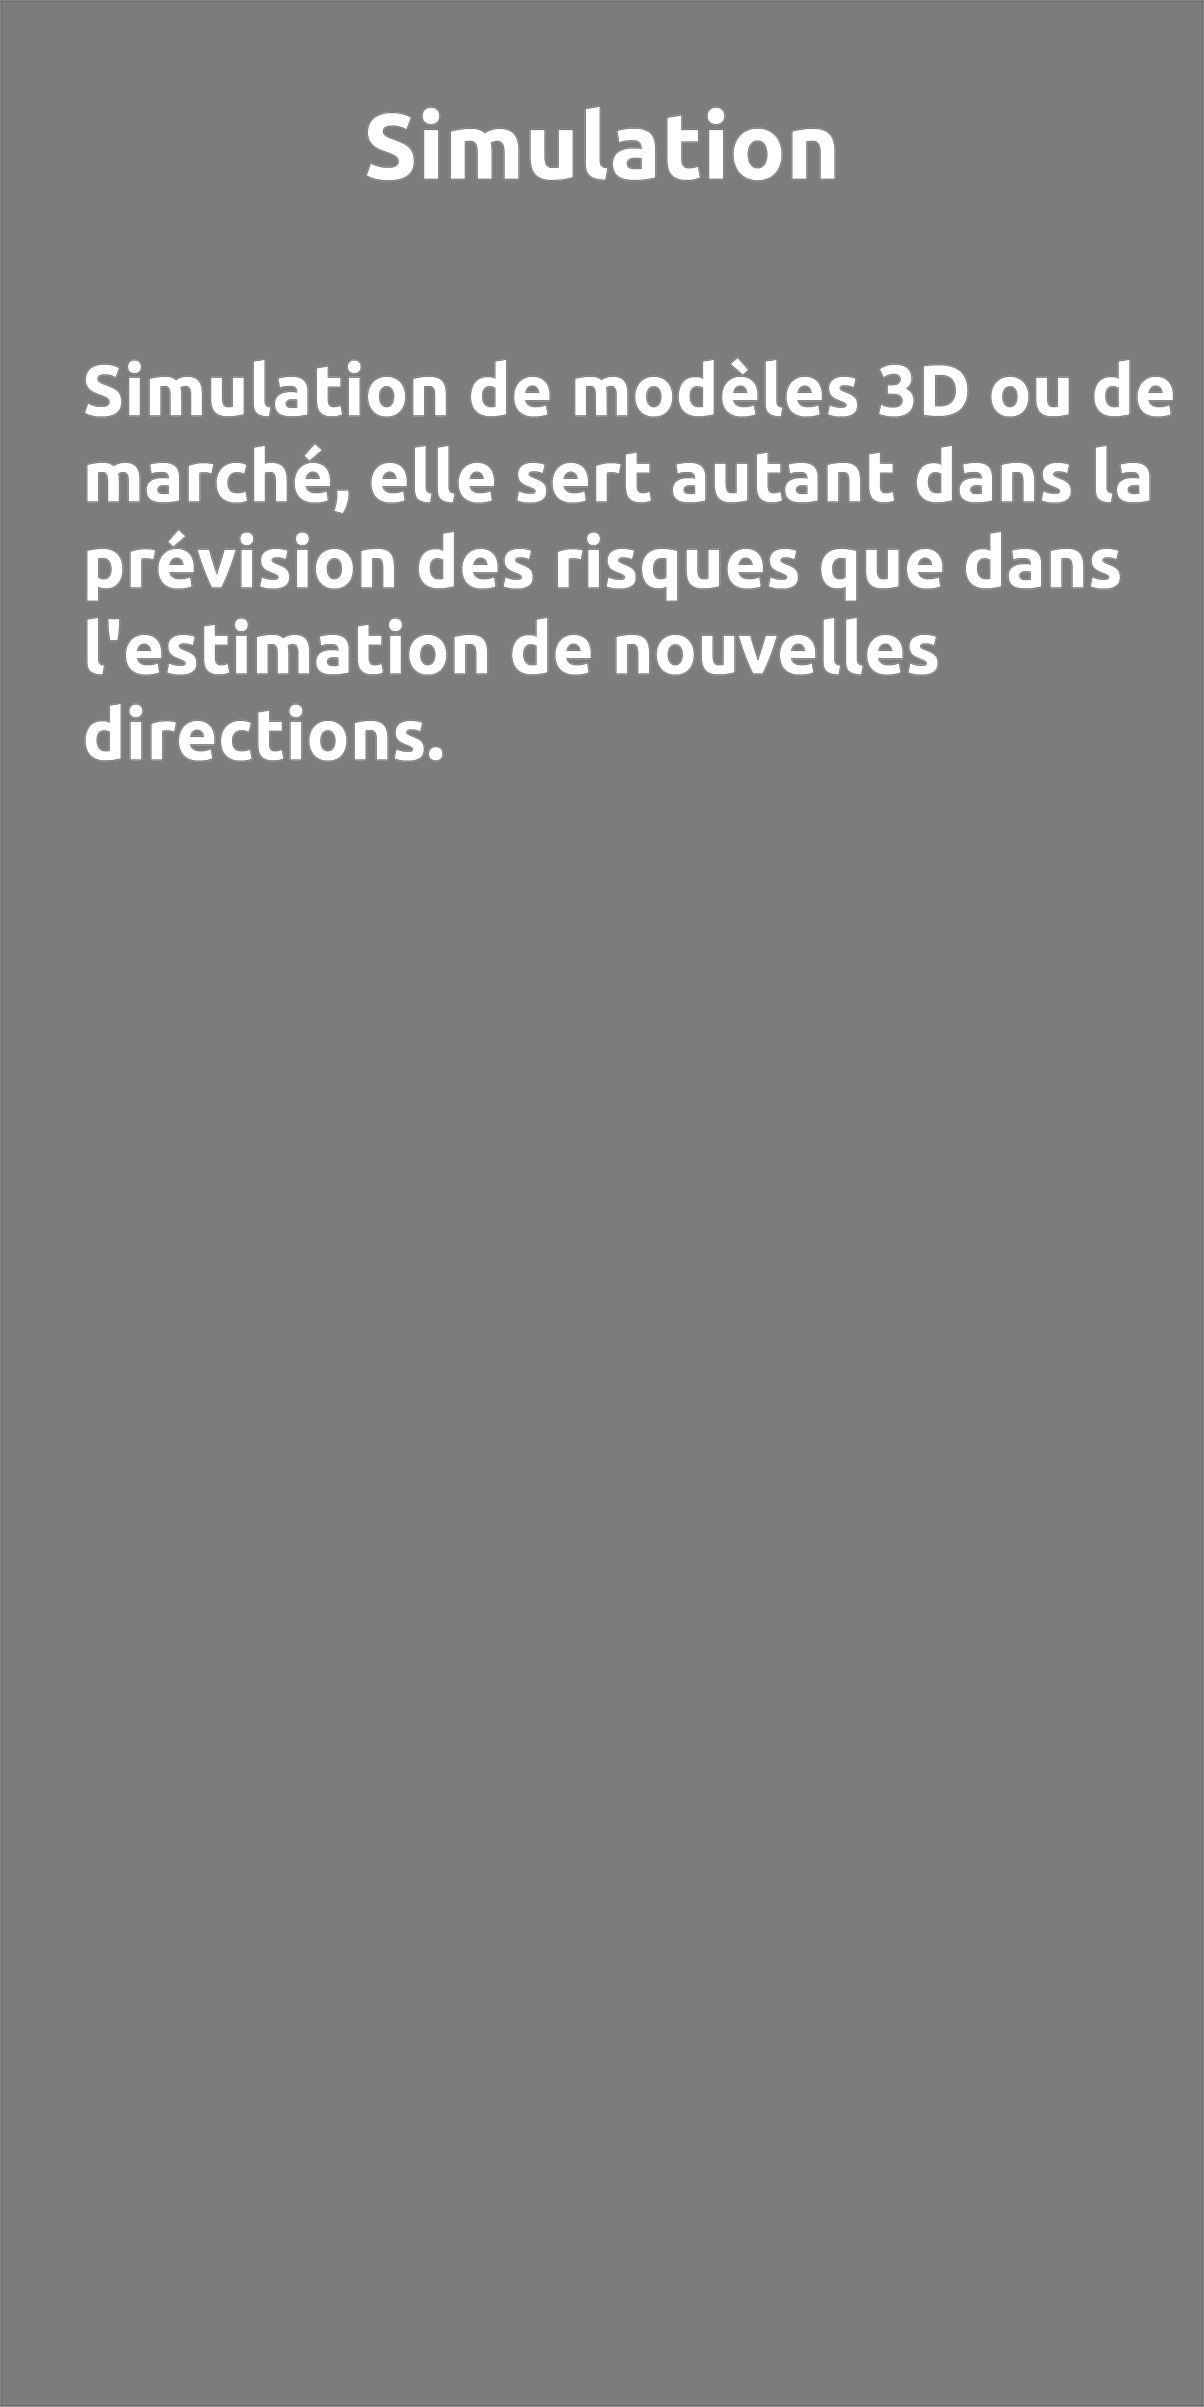 Simulation
Simulation de modèles 3D ou de
marché, elle sert autant dans la
prévision des risques que dans
l'estimation de nouvelles
directions.